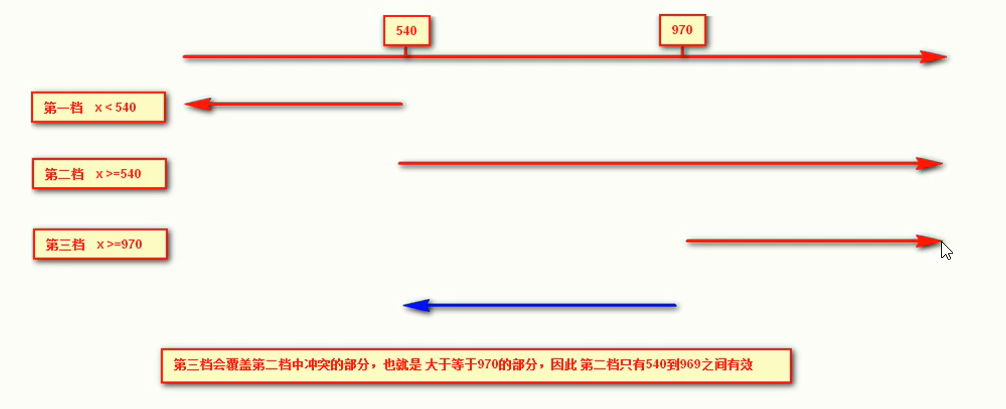 540
970
第一档 x < 540
第二档 x >=540
第三档 x >=970
第三档会覆盖第二档中冲突的部分，也就是 大于等于970的部分，因此 第二档只有540到969之间有效